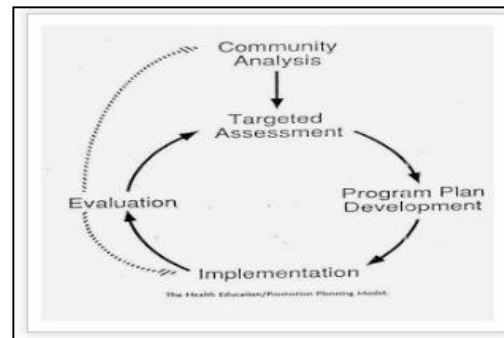 Community
Analysis
Targeted
Assessment
Evaluation
Program Plan
Development
Implementation
The Health Education/Promotion Planning Model.